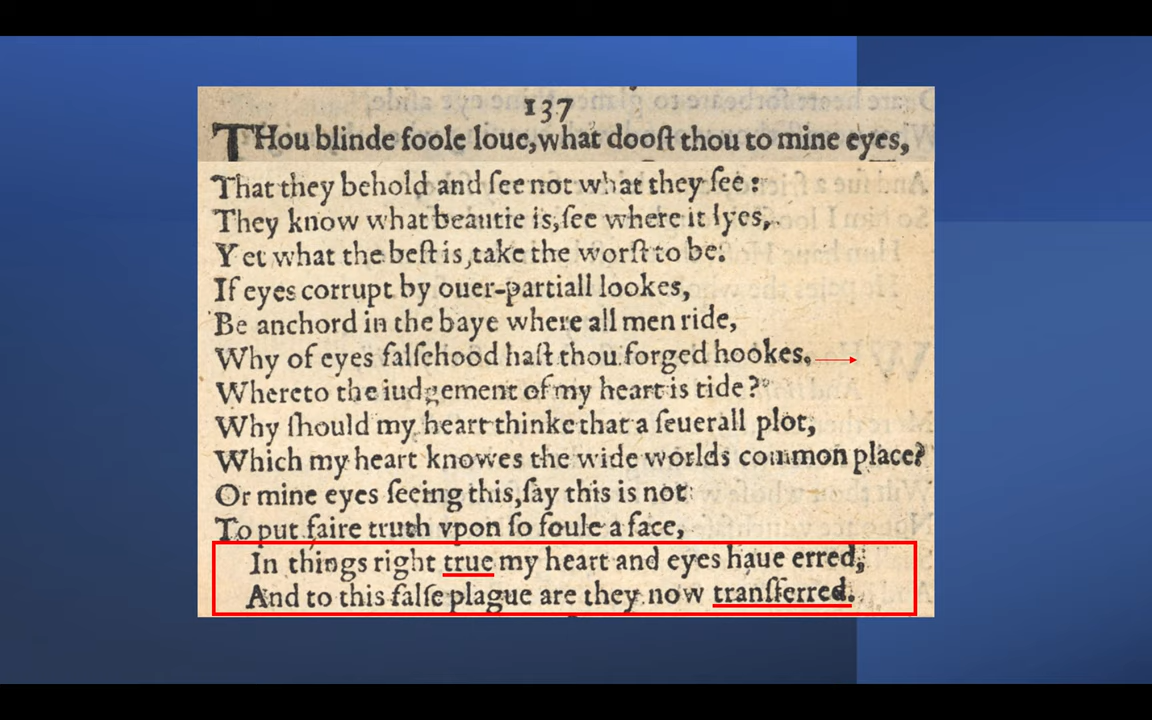 137
THou blinde foole loue,what dooſt thou to mine eyes,
That they behold and ſee not what they ſee :
They know what beautie is,ſee where it lyes,
Yet what the beſt is,take the worſt to be.
If eyes corrupt by ouer-partiall lookes,
Be anchord in the baye where all men ride,
Why of eyes falſehood haſt thou forged hookes,
Whereto the iudgement of my heart is tide ?
Why ſhould my heart thinke that a ſeuerall plot,
Which my heart knowes the wide worlds common place?
Or mine eyes ſeeing this,ſay this is not
To put faire truth vpon ſo foule a face,
In things right true my heart and eyes haue erred,
And to this falſe plague are they now tranſferred.